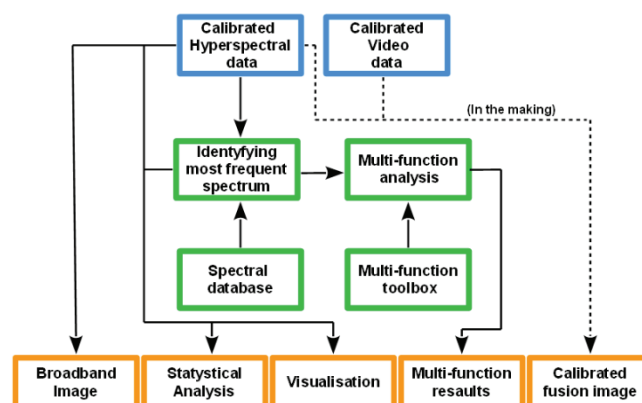 Calibrated
Hyperspectral
data
Calibrated
Video
data
(In the making)
Identyfying
most frequent
spectrum
Multi-function
analysis
Spectral
database
Multi-function
toolbox
Broadband
Image
Statystical
Analysis
Visualisation
Multi-function
resaults
Calibrated
fusion image